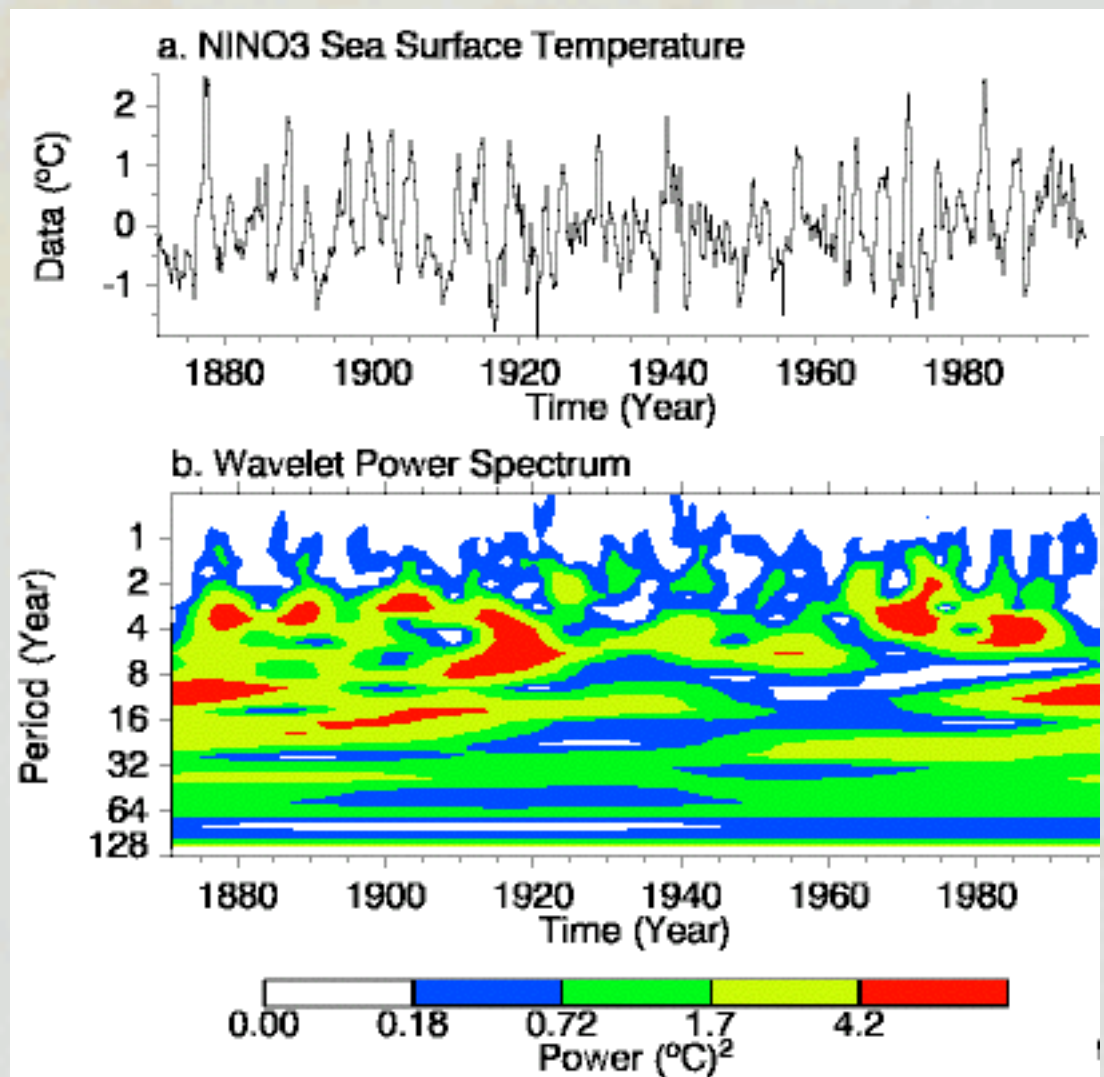 a. NINO3 Sea Surface Temperature
Data (ºC)
2
1
0
-1
1880 1900 1920 1940 1960 1980
Time (Year)
b. Wavelet Power Spectrum
Period (Year)
1
2
4
8
16
32
64
128
1880 1900 1920 1940 1960 1980
Time (Year)
0.00 0.18 0.72 1.7 4.2
Power (ºC)²